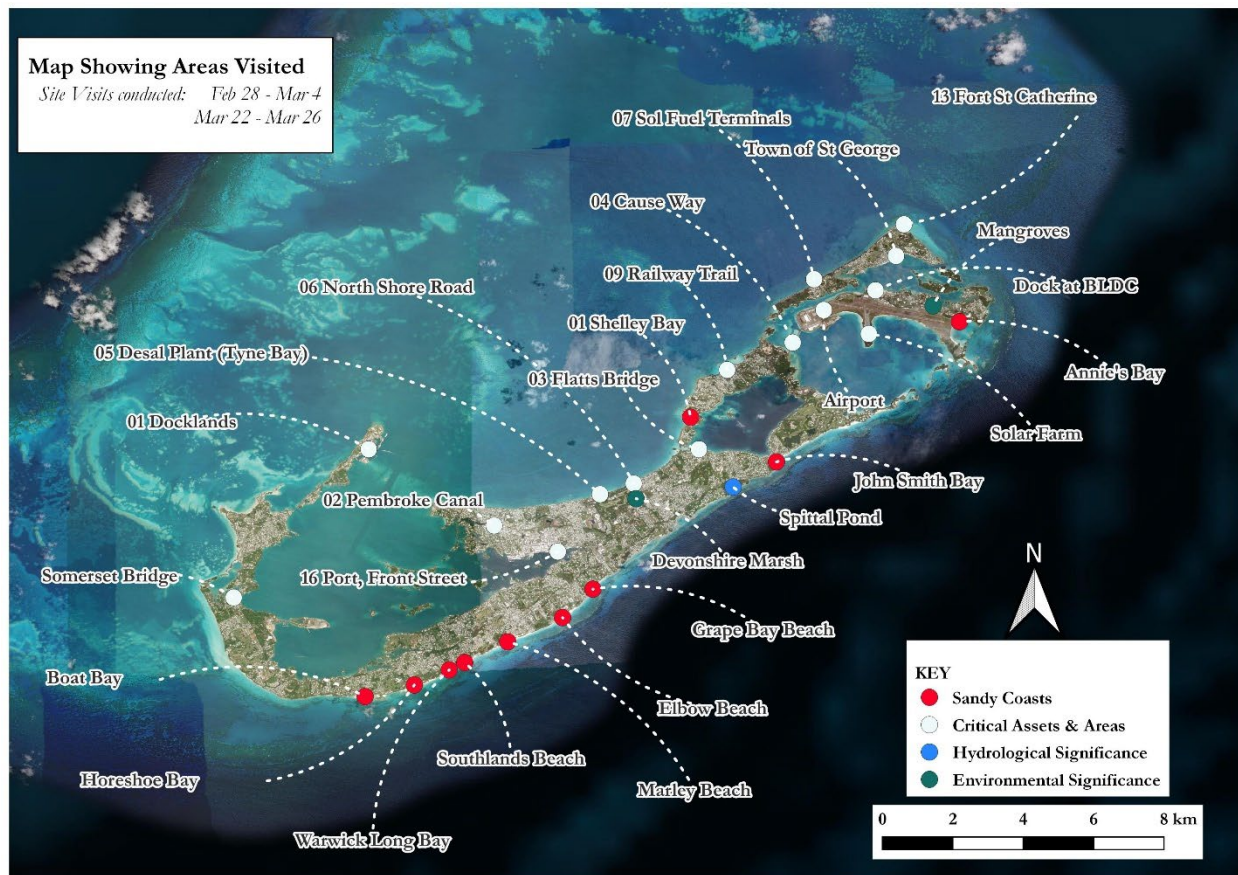 Map Showing Areas Visited
Site Visits conducted: Feb 28 - Mar 4
Mar 22 - Mar 26
13 Fort St Catherine
07 Sol Fuel Terminals
Town of St George
04 Cause Way
Mangroves
09 Railway Trail
Dock at BLDC
06 North Shore Road
01 Shelley Bay
05 Desal Plant (Tyne Bay)
03 Flatts Bridge
Annie's Bay
Airport
01 Docklands
Solar Farm
John Smith Bay
02 Pembroke Canal
Spittal Pond
Devonshire Marsh
Somerset Bridge
16 Port, Front Street
Grape Bay Beach
Boat Bay
Elbow Beach
Southlands Beach
Horeshoe Bay
Marley Beach
Warwick Long Bay
N
KEY
Sandy Coasts
Critical Assets & Areas
Hydrological Significance
Environmental Significance
0 2 4 6 8 km